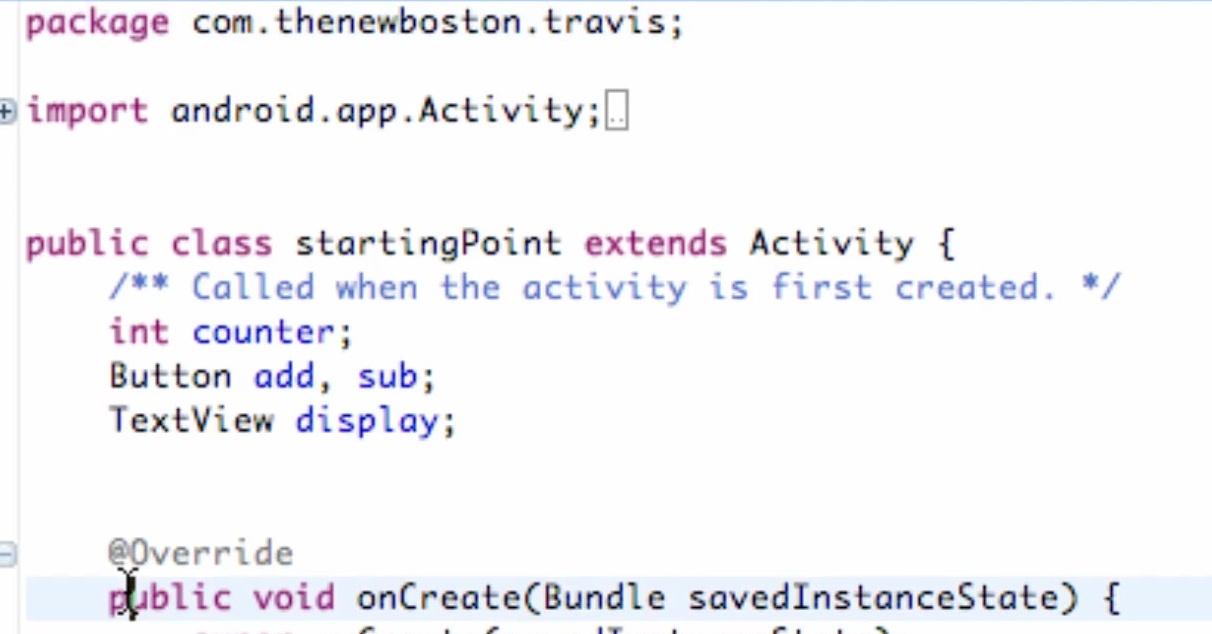 package com.thenewboston.travis;
import android.app.Activity;
public class startingPoint extends Activity {
/** Called when the activity is first created. */
int counter;
Button add, sub;
TextView display;
@Override
public void onCreate(Bundle savedInstanceState) {